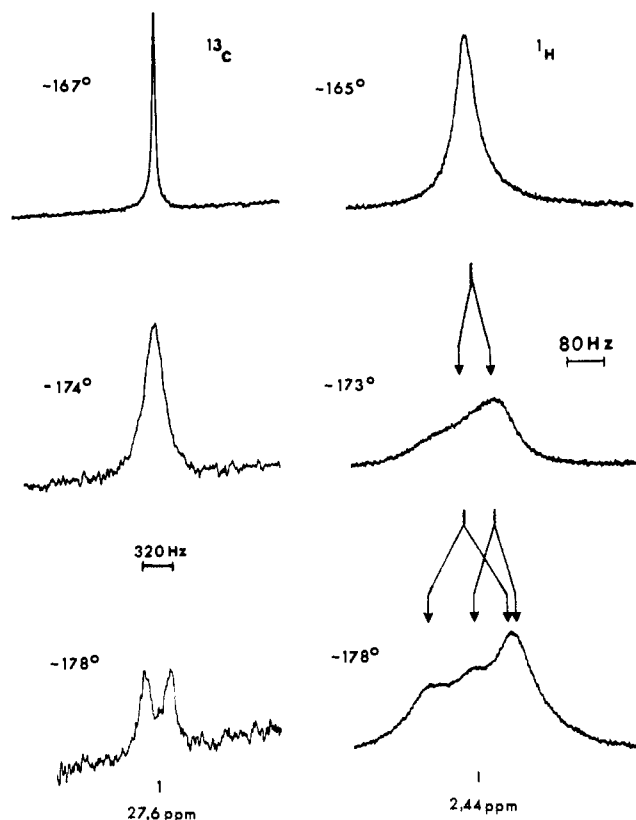 13C
1H
~167°
~165°
80 Hz
-174°
~173°
320 Hz
~178°
~178°
27,6 ppm
2,44 ppm